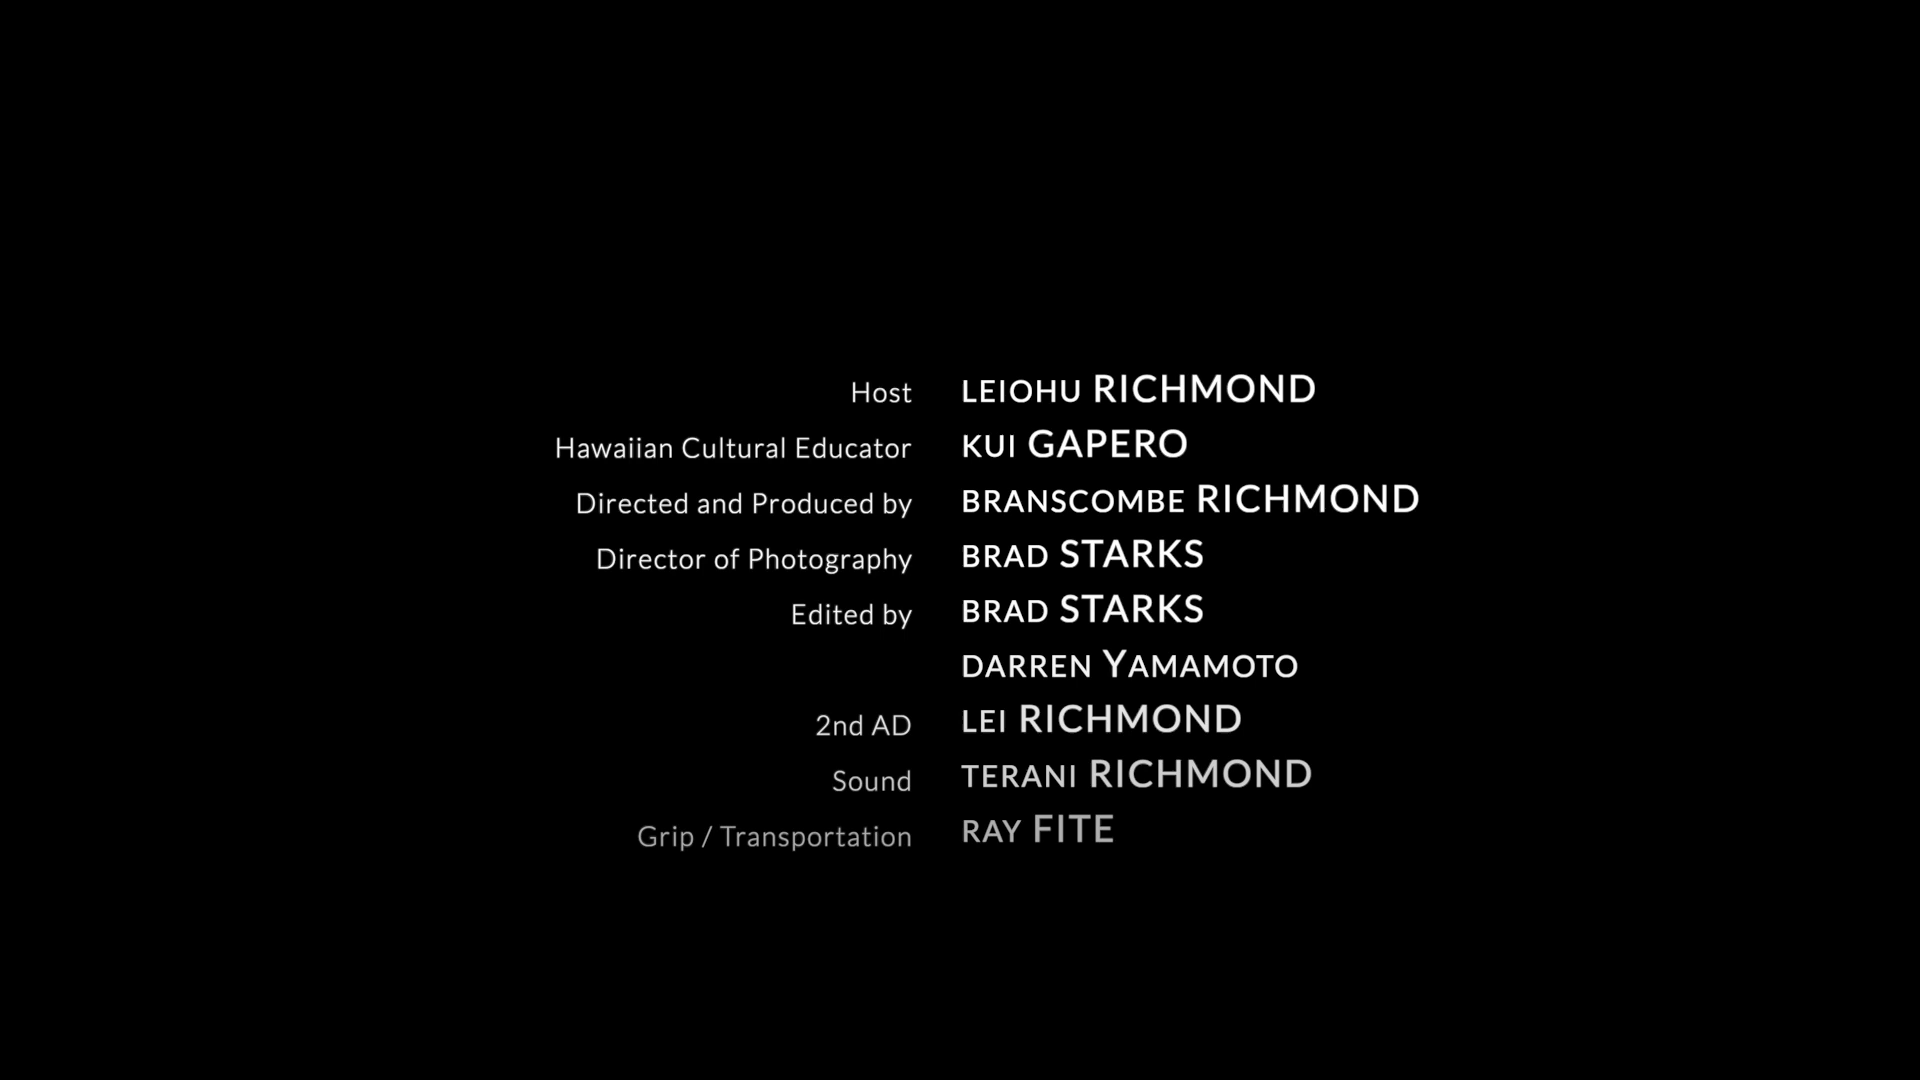 Host LEIOHU RICHMOND
Hawaiian Cultural Educator KUI GAPERO
Directed and Produced by BRANSCOMBE RICHMOND
Director of Photography BRAD STARKS
Edited by BRAD STARKS
DARREN YAMAMOTO
2nd AD LEI RICHMOND
Sound TERANI RICHMOND
Grip / Transportation RAY FITE